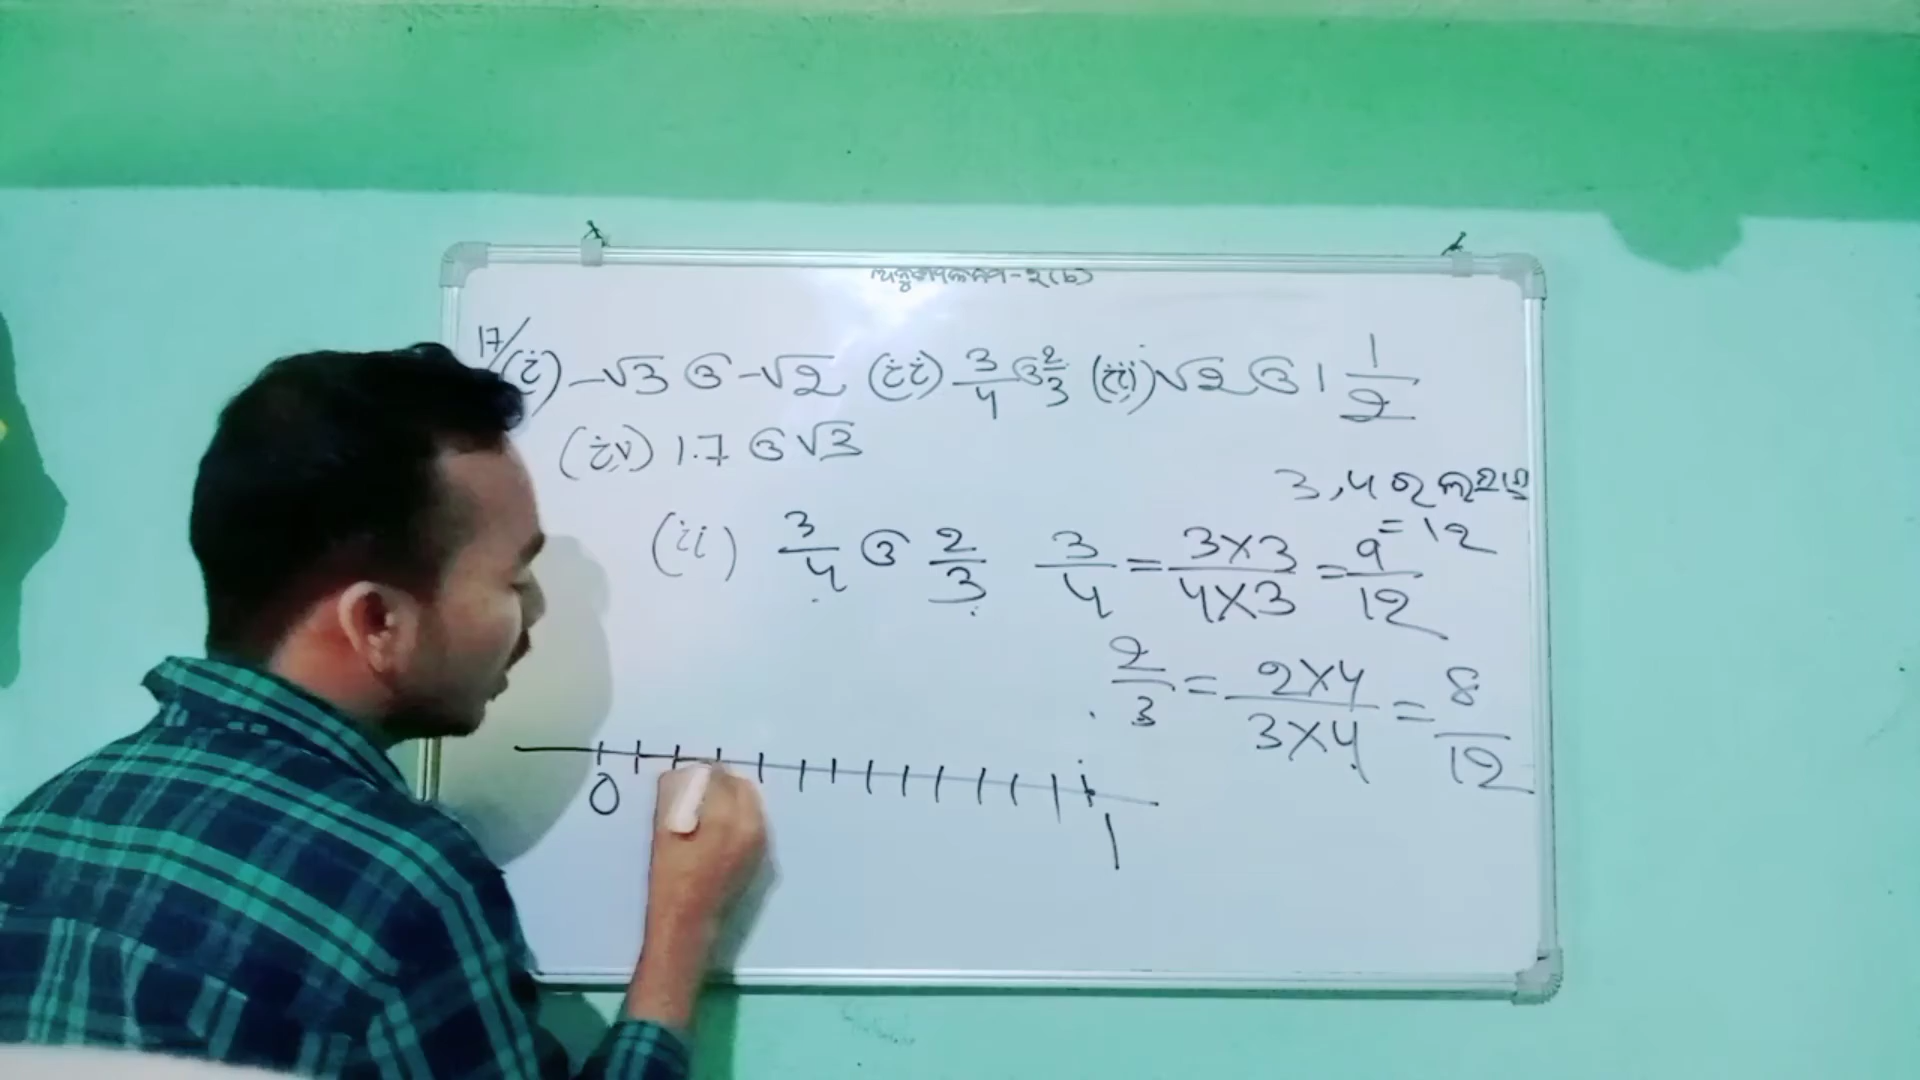 ଅନୁଶୀଳନୀ-୨(b)
17/ (i) -√3 ଓ -√2 (ii) 3/4 ଓ 2/3 (iii) √2 ଓ 1 1/2
(iv) 1.7 ଓ √3
3,4 ର ଲ.ସା.ଗୁ
= 12
(ii) 3/4 ଓ 2/3 3/4 = 3×3/4×3 = 9/12
2/3 = 2×4/3×4 = 8/12
0 1